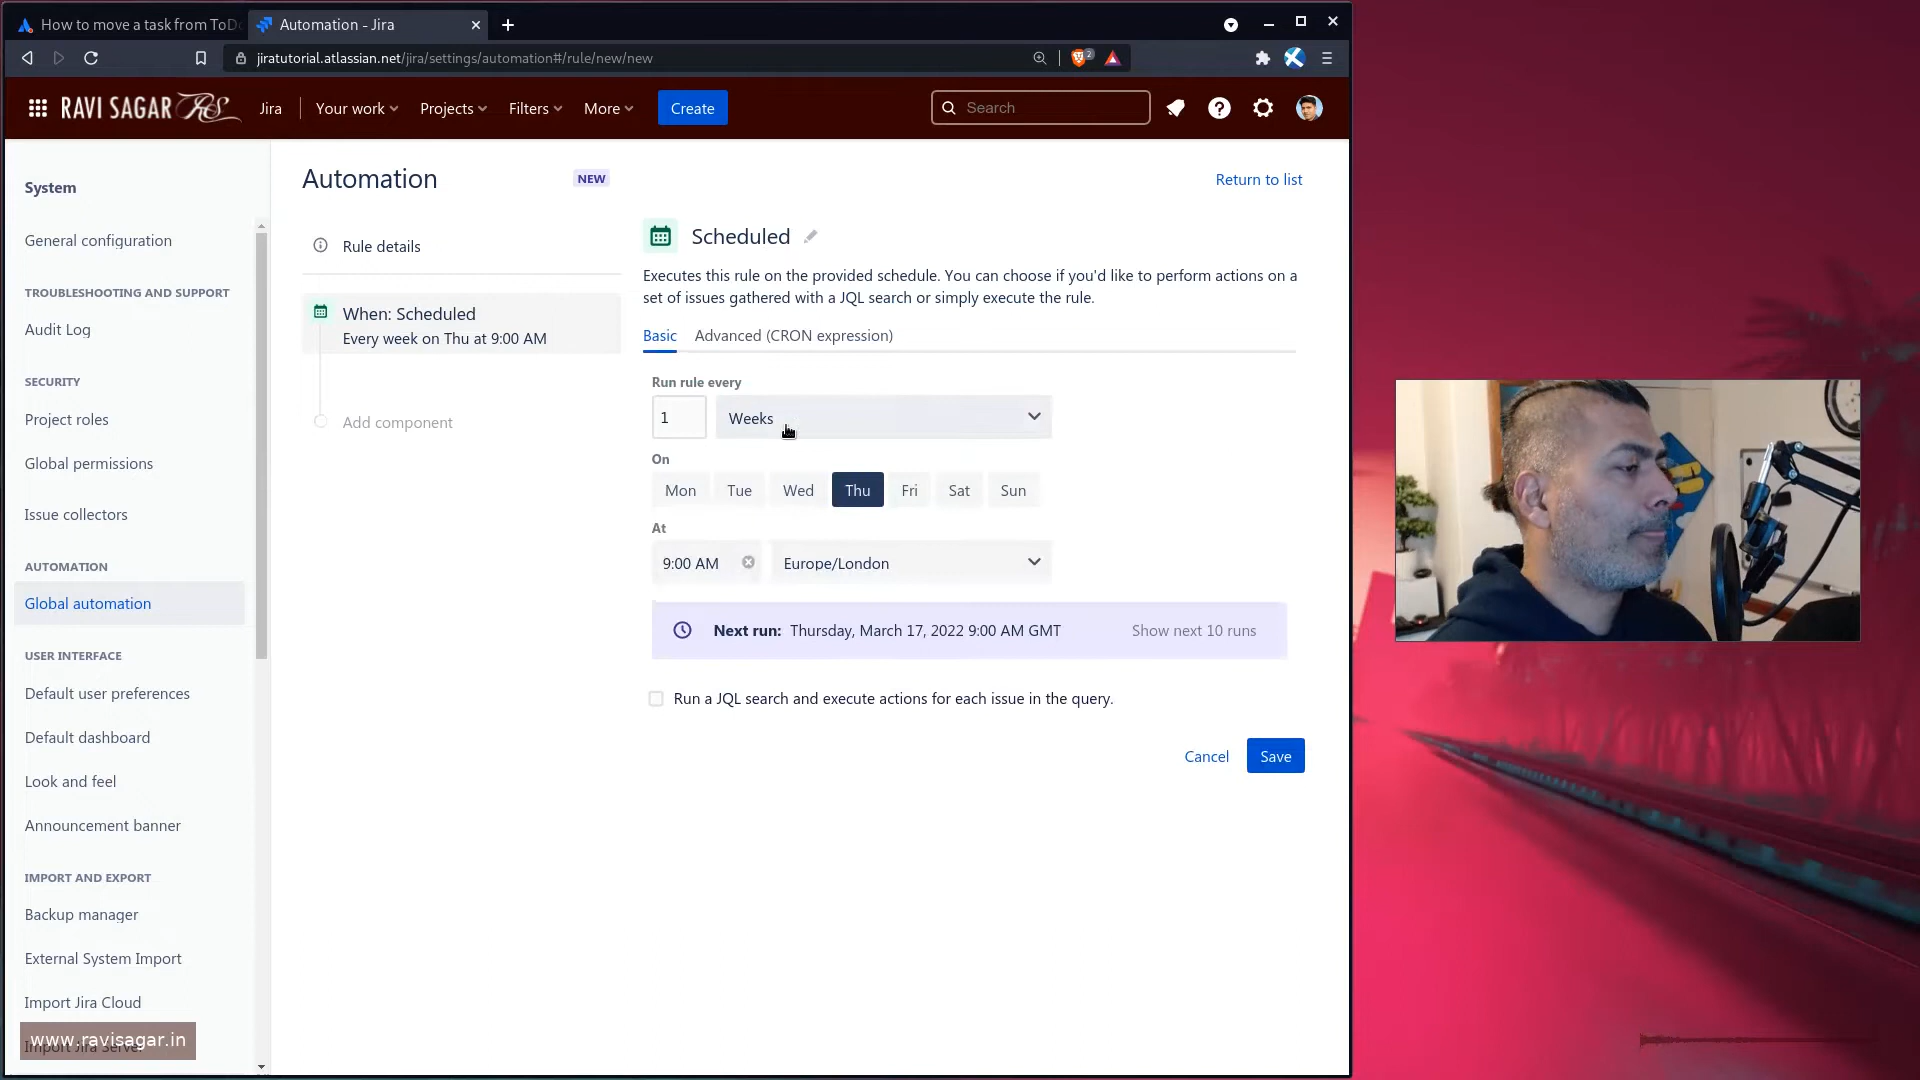 How to move a task from ToD
Automation - Jira
jiratutorial.atlassian.net/jira/settings/automation#/rule/new/new
2
RAVI SAGAR RS
Jira
Your work
Projects
Filters
More
Create
Search
System
General configuration
TROUBLESHOOTING AND SUPPORT
Audit Log
SECURITY
Project roles
Global permissions
Issue collectors
AUTOMATION
Global automation
USER INTERFACE
Default user preferences
Default dashboard
Look and feel
Announcement banner
IMPORT AND EXPORT
Backup manager
External System Import
Import Jira Cloud
Import Jira Server
www.ravisagar.in
Automation
NEW
Return to list
Rule details
When: Scheduled
Every week on Thu at 9:00 AM
Add component
Scheduled
Executes this rule on the provided schedule. You can choose if you'd like to perform actions on a
set of issues gathered with a JQL search or simply execute the rule.
Basic
Advanced (CRON expression)
Run rule every
1
Weeks
On
Mon Tue Wed Thu Fri Sat Sun
At
9:00 AM
Europe/London
Next run: Thursday, March 17, 2022 9:00 AM GMT
Show next 10 runs
Run a JQL search and execute actions for each issue in the query.
Cancel
Save